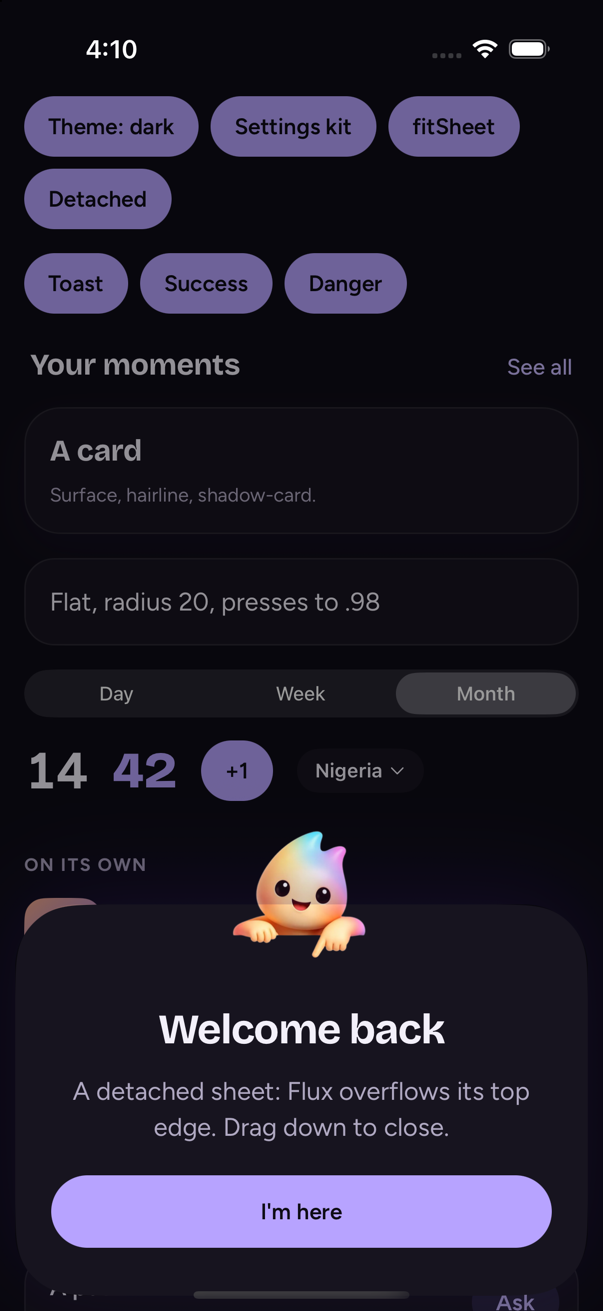 4:10
Theme: dark
Settings kit
fitSheet
Detached
Toast
Success
Danger
Your moments
See all
A card
Surface, hairline, shadow-card.
Flat, radius 20, presses to .98
Day
Week
Month
14
42
+1
Nigeria
ON ITS OWN
Welcome back
A detached sheet: Flux overflows its top
edge. Drag down to close.
I'm here
Ask